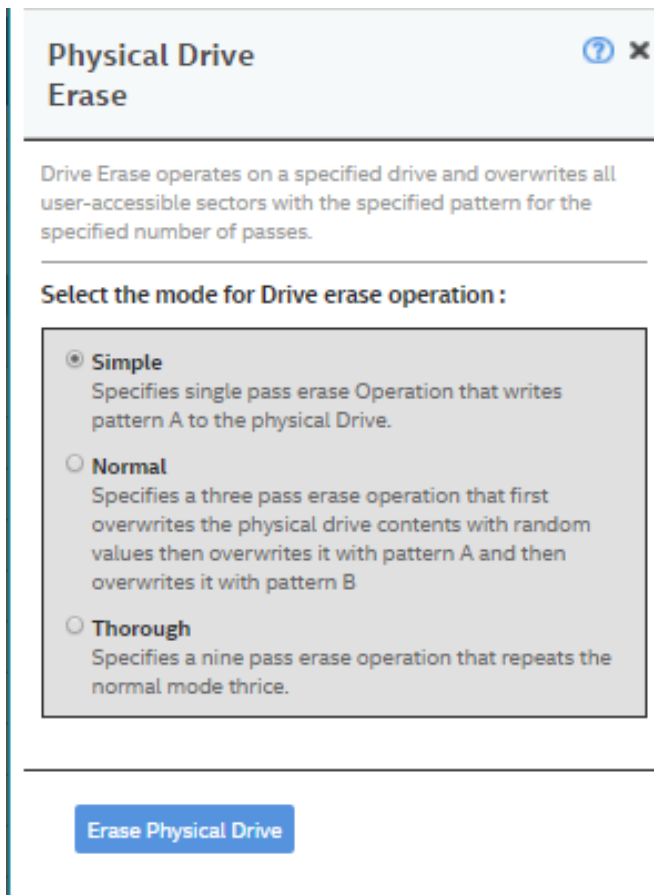 Physical Drive
Erase
Drive Erase operates on a specified drive and overwrites all
user-accessible sectors with the specified pattern for the
specified number of passes.
Select the mode for Drive erase operation :
Simple
Specifies single pass erase Operation that writes
pattern A to the physical Drive.
Normal
Specifies a three pass erase operation that first
overwrites the physical drive contents with random
values then overwrites it with pattern A and then
overwrites it with pattern B
Thorough
Specifies a nine pass erase operation that repeats the
normal mode thrice.
Erase Physical Drive